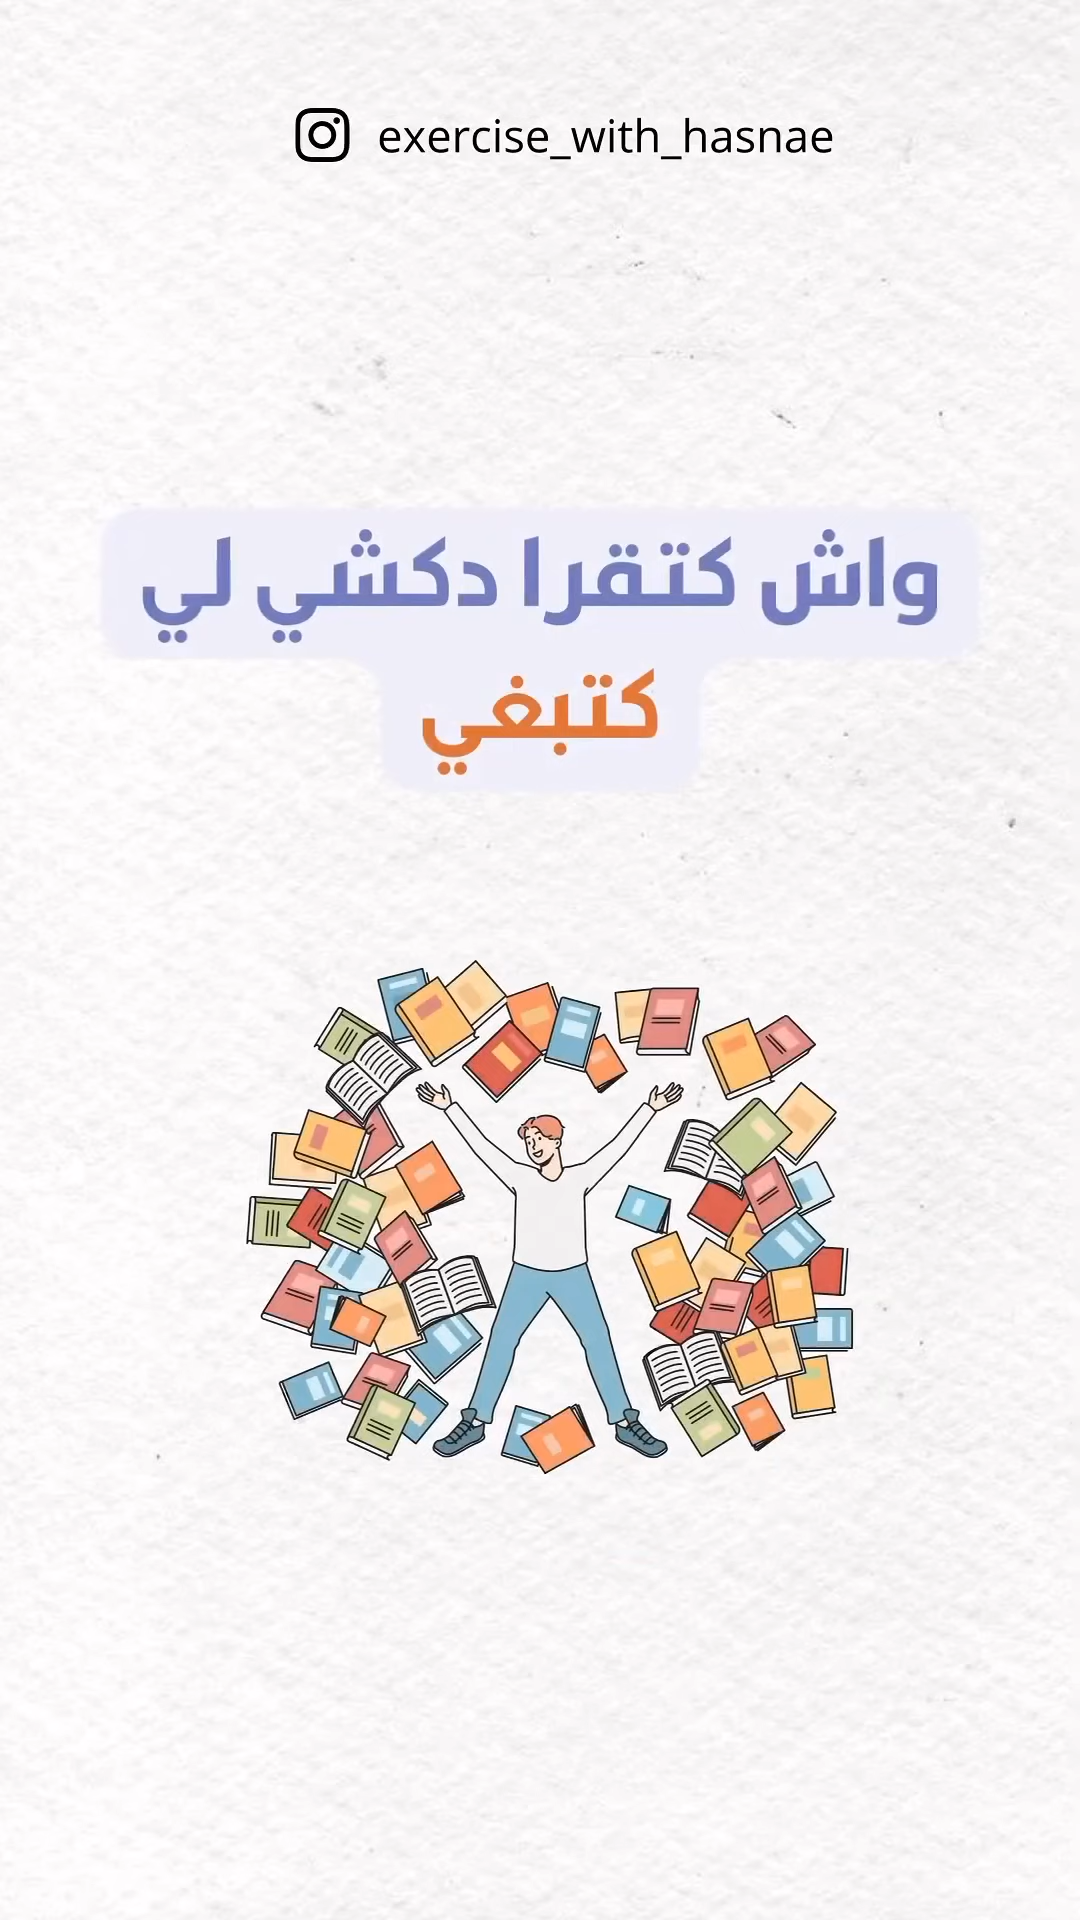 exercise_with_hasnae
واش كتقرا دكشي لي
كتبغي